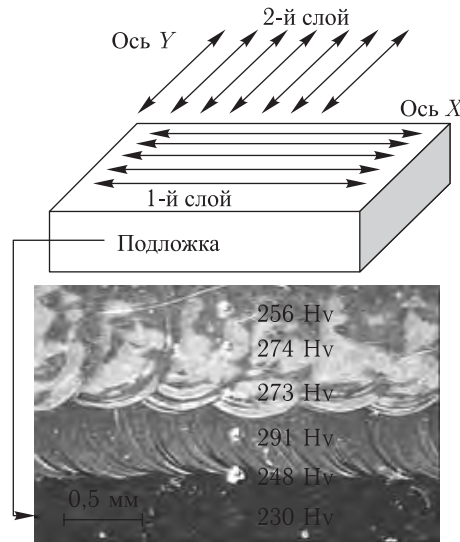 2-й слой
Ось Y
Ось X
1-й слой
Подложка
256 Hv
274 Hv
273 Hv
291 Hv
248 Hv
0,5 мм
230 Hv